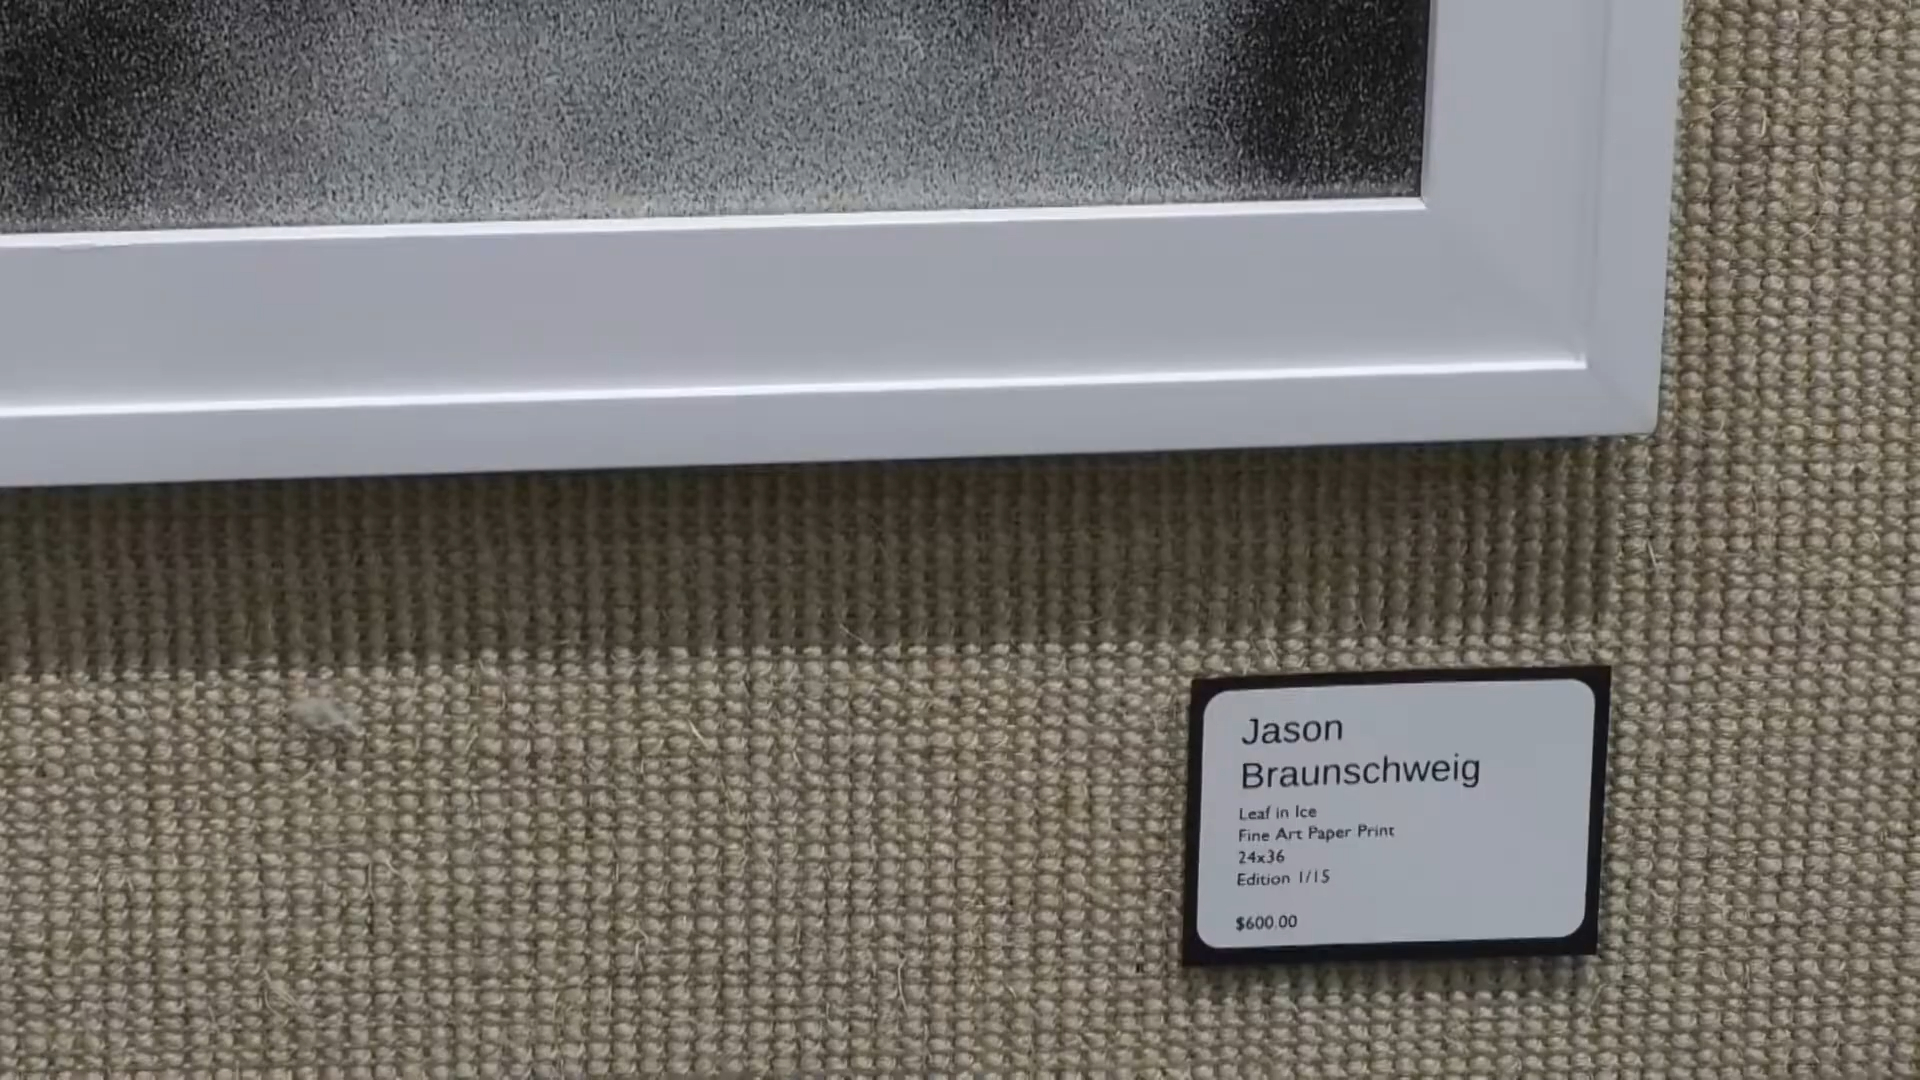 Jason
Braunschweig
Leaf in Ice
Fine Art Paper Print
24x36
Edition 1/15
$600.00